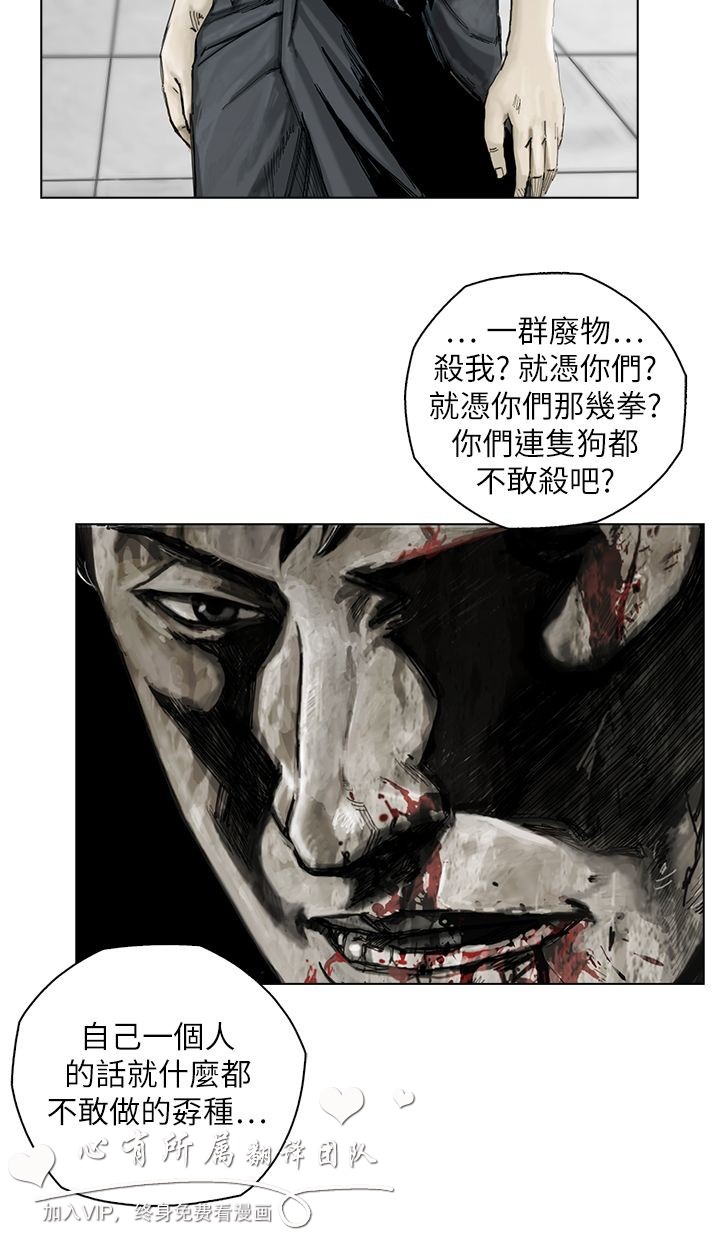 ... 一群廢物...
殺我? 就憑你們?
就憑你們那幾拳?
你們連隻狗都
不敢殺吧?
自己一個人
的話就什麼都
不敢做的孬種...
心有所属翻译团队
加入VIP，终身免费看漫画